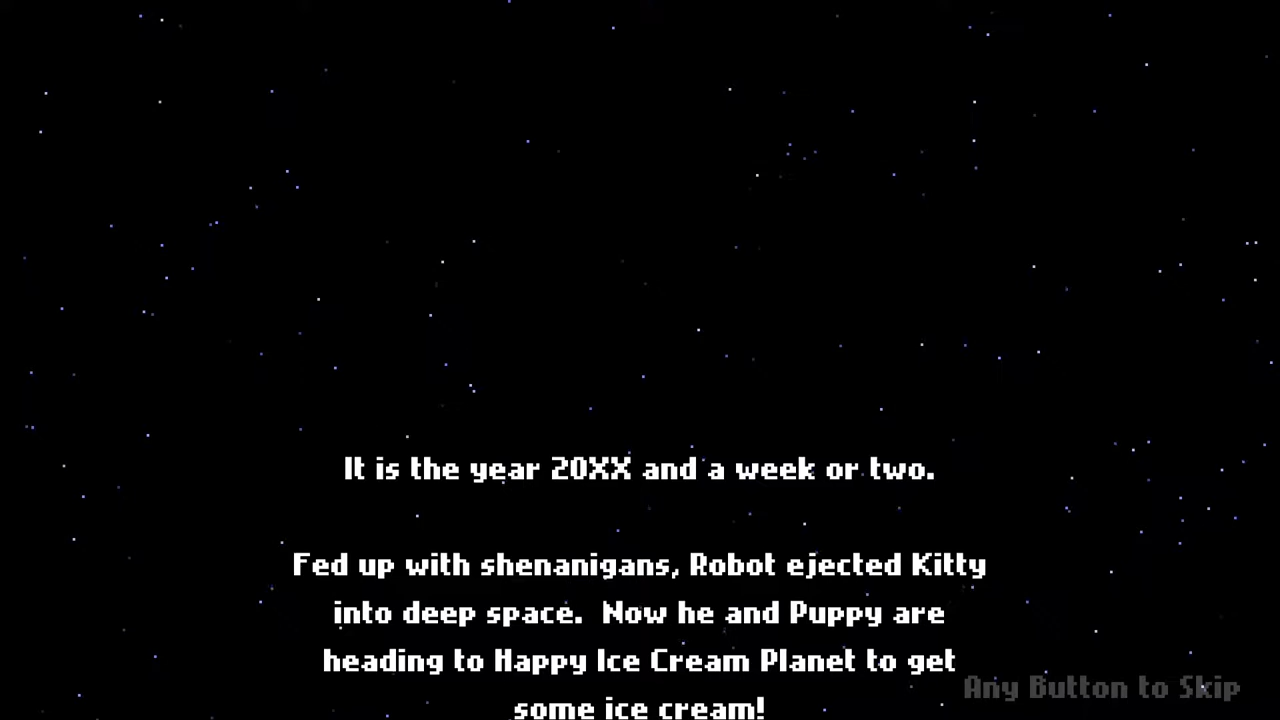 It is the year 20XX and a week or two.
Fed up with shenanigans, Robot ejected Kitty
into deep space.  Now he and Puppy are
heading to Happy Ice Cream Planet to get
some ice cream!
Any Button to Skip